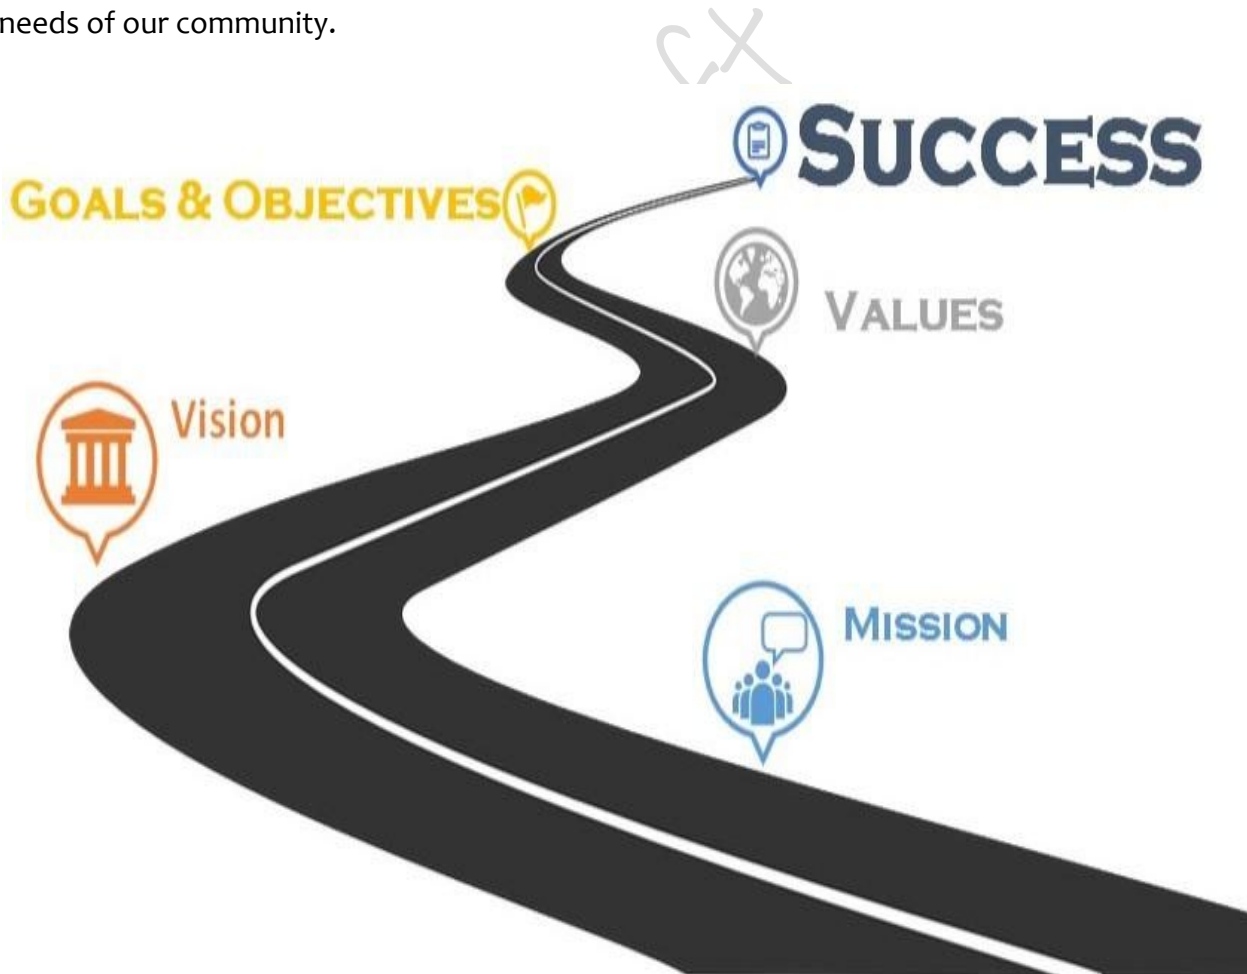 needs of our community.
SUCCESS
GOALS & OBJECTIVES
VALUES
Vision
MISSION